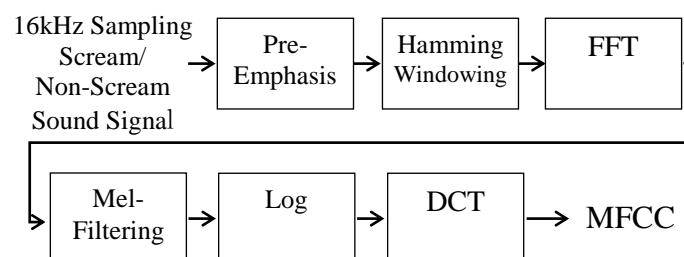 16kHz Sampling
Scream/
Non-Scream
Sound Signal
Pre-
Emphasis
Hamming
Windowing
FFT
Mel-
Filtering
Log
DCT
MFCC